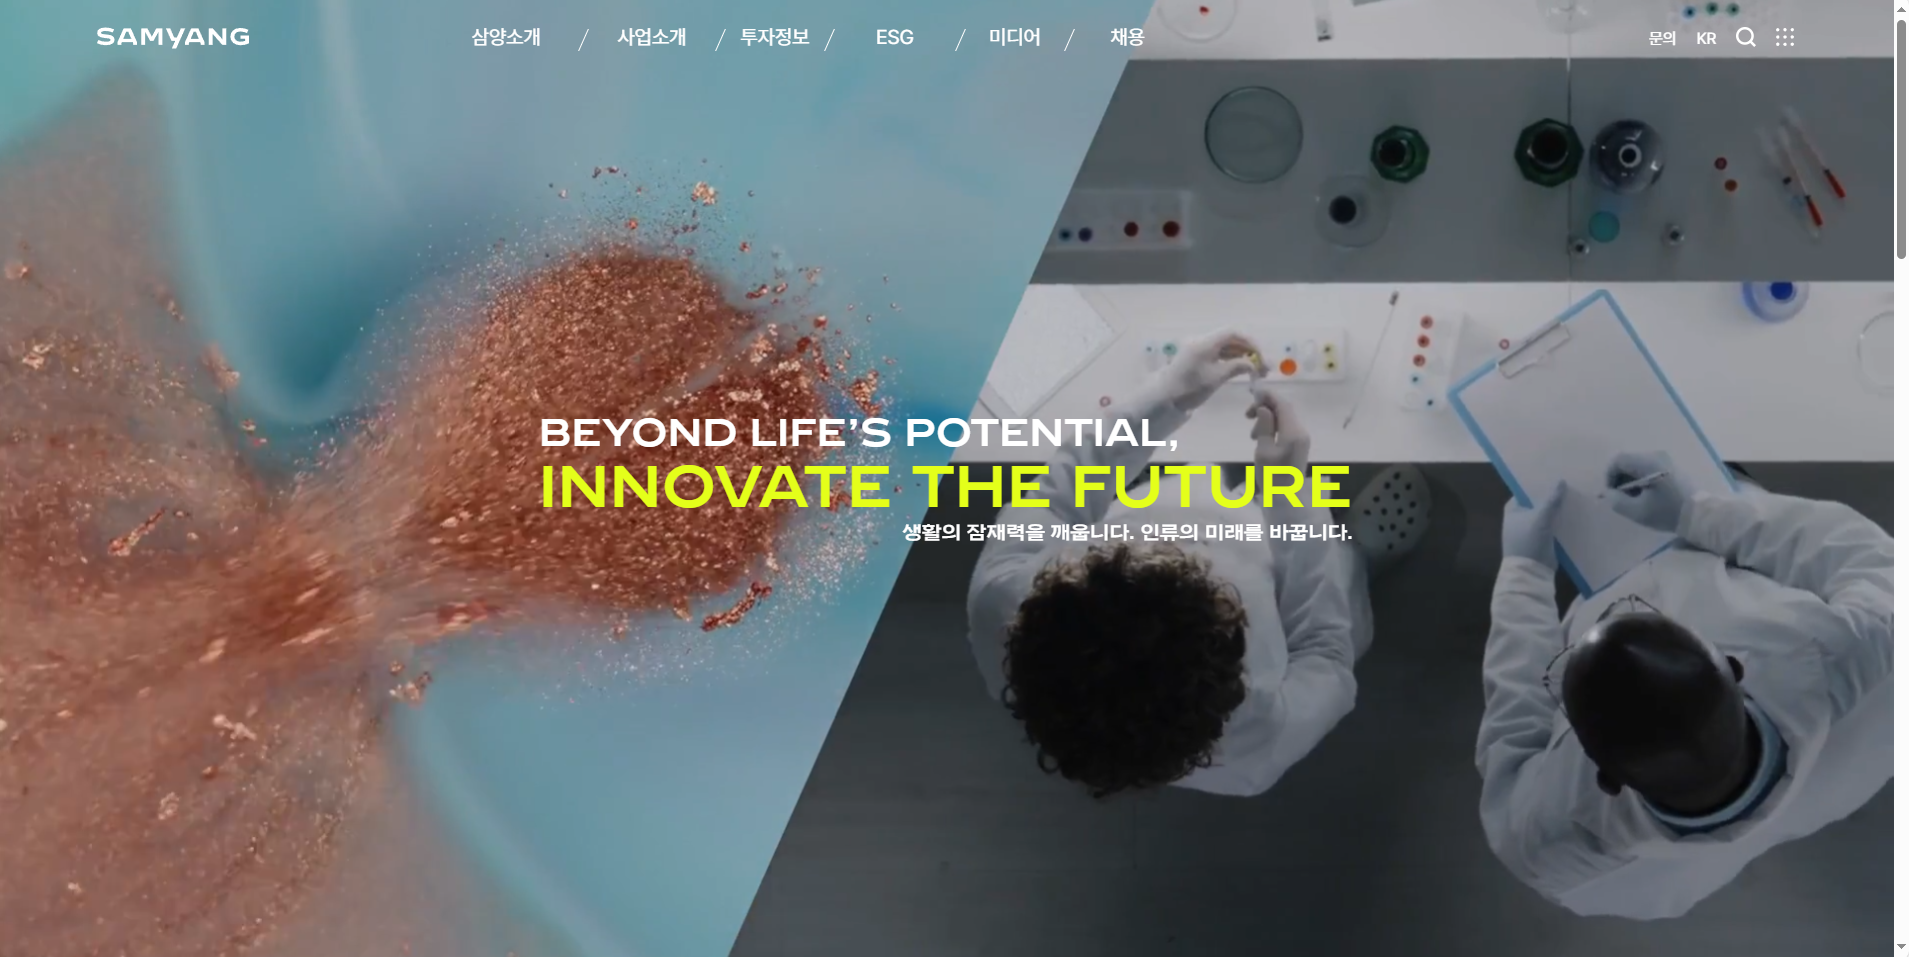 SAMYANG
삼양소개 / 사업소개 / 투자정보 / ESG / 미디어 / 채용
문의 KR
BEYOND LIFE’S POTENTIAL,
INNOVATE THE FUTURE
생활의 잠재력을 깨웁니다. 인류의 미래를 바꿉니다.